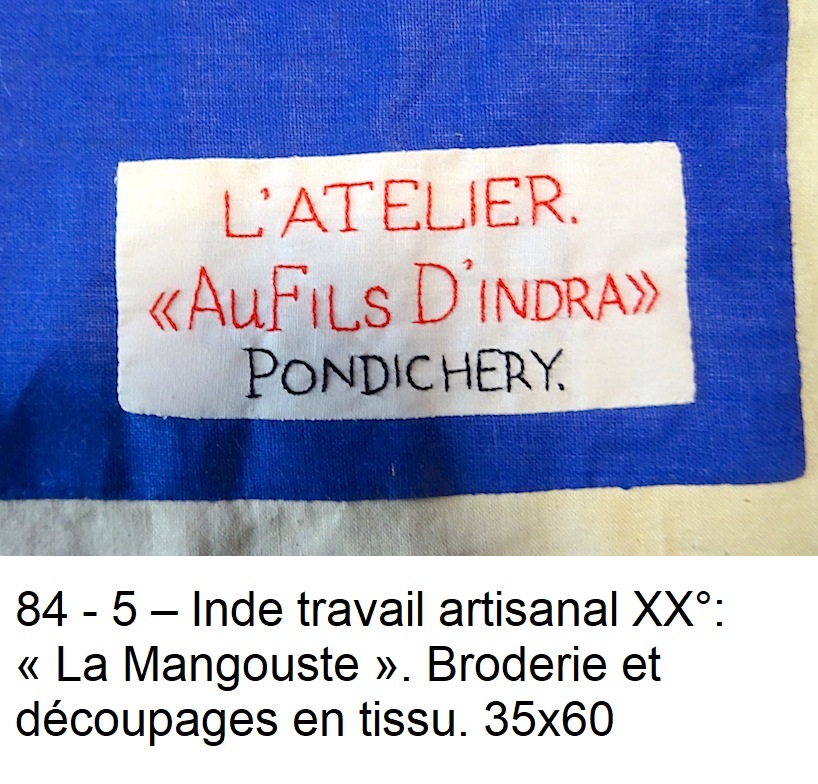 L'ATELIER.
«AuFILS D'INDRA»
PONDICHERY.
84 - 5 – Inde travail artisanal XX°:
« La Mangouste ». Broderie et
découpages en tissu. 35x60